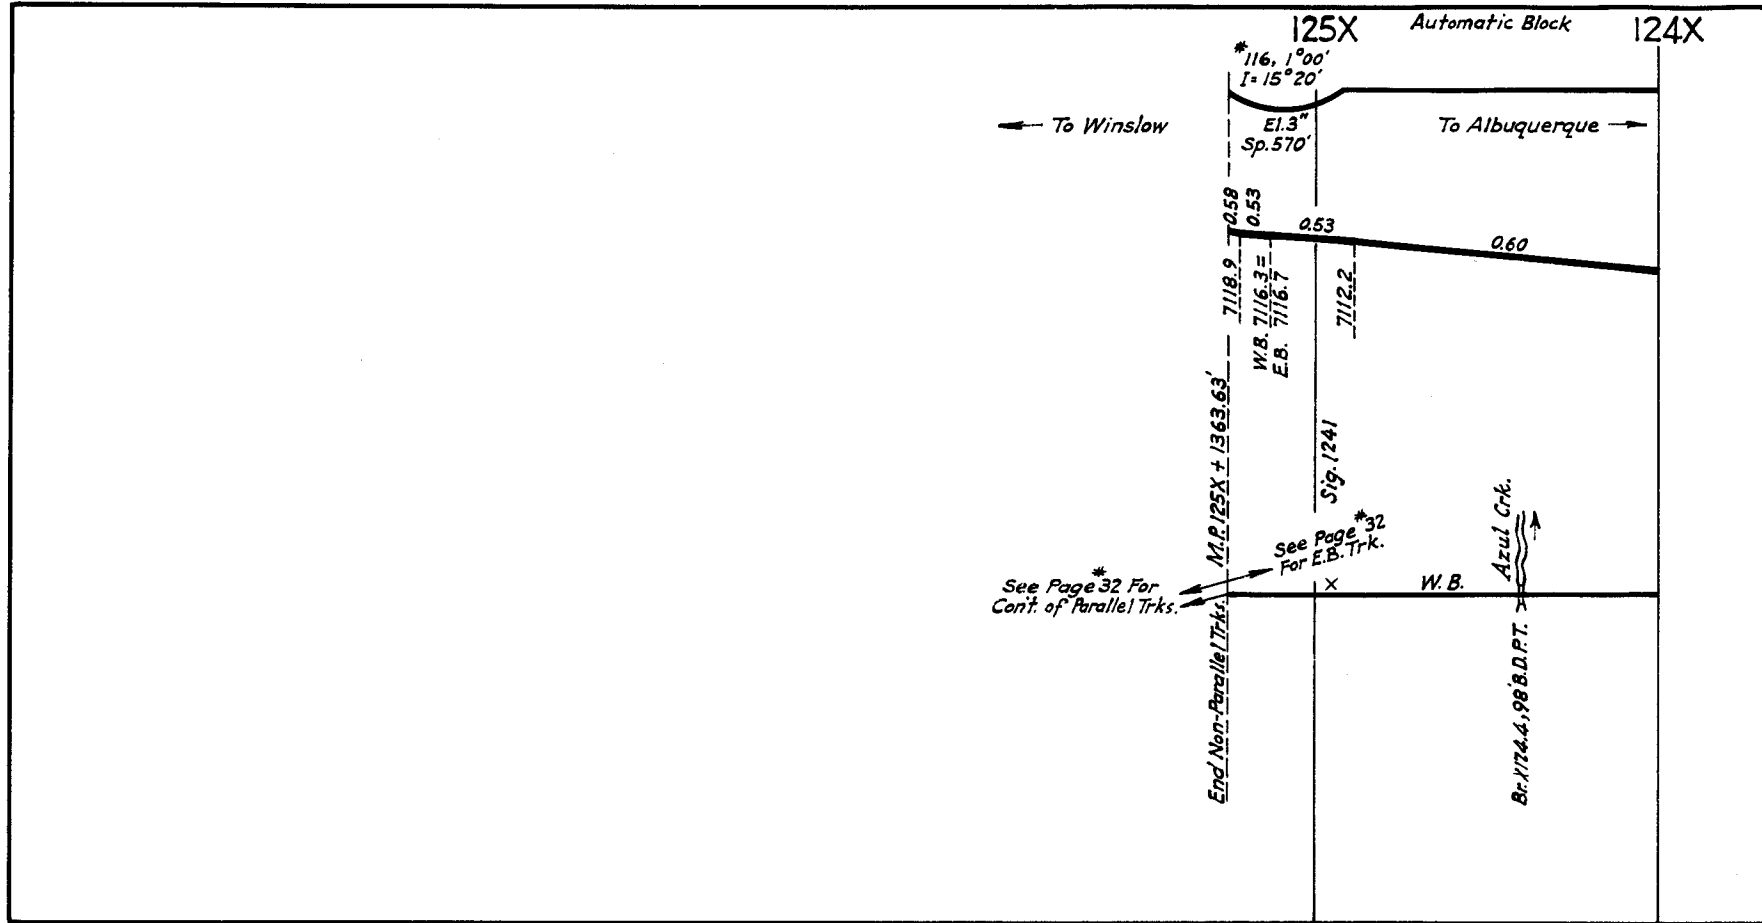 125X
Automatic Block
124X
#116, 1°00'
I=15°20'
El.3"
Sp.570'
← To Winslow
To Albuquerque →
0.58
0.53
0.53
0.60
7118.9
W.B. 7116.3=
E.B. 7116.7
7112.2
M.P.125X + 1363.63'
Sig.1241
Azul Crk.
See Page #32
For E.B. Trk.
See Page #32 For
Con't. of Parallel Trks.
X
W.B.
End Non-Parallel Trks.
Br.X124.4, 98' B.D.P.T.